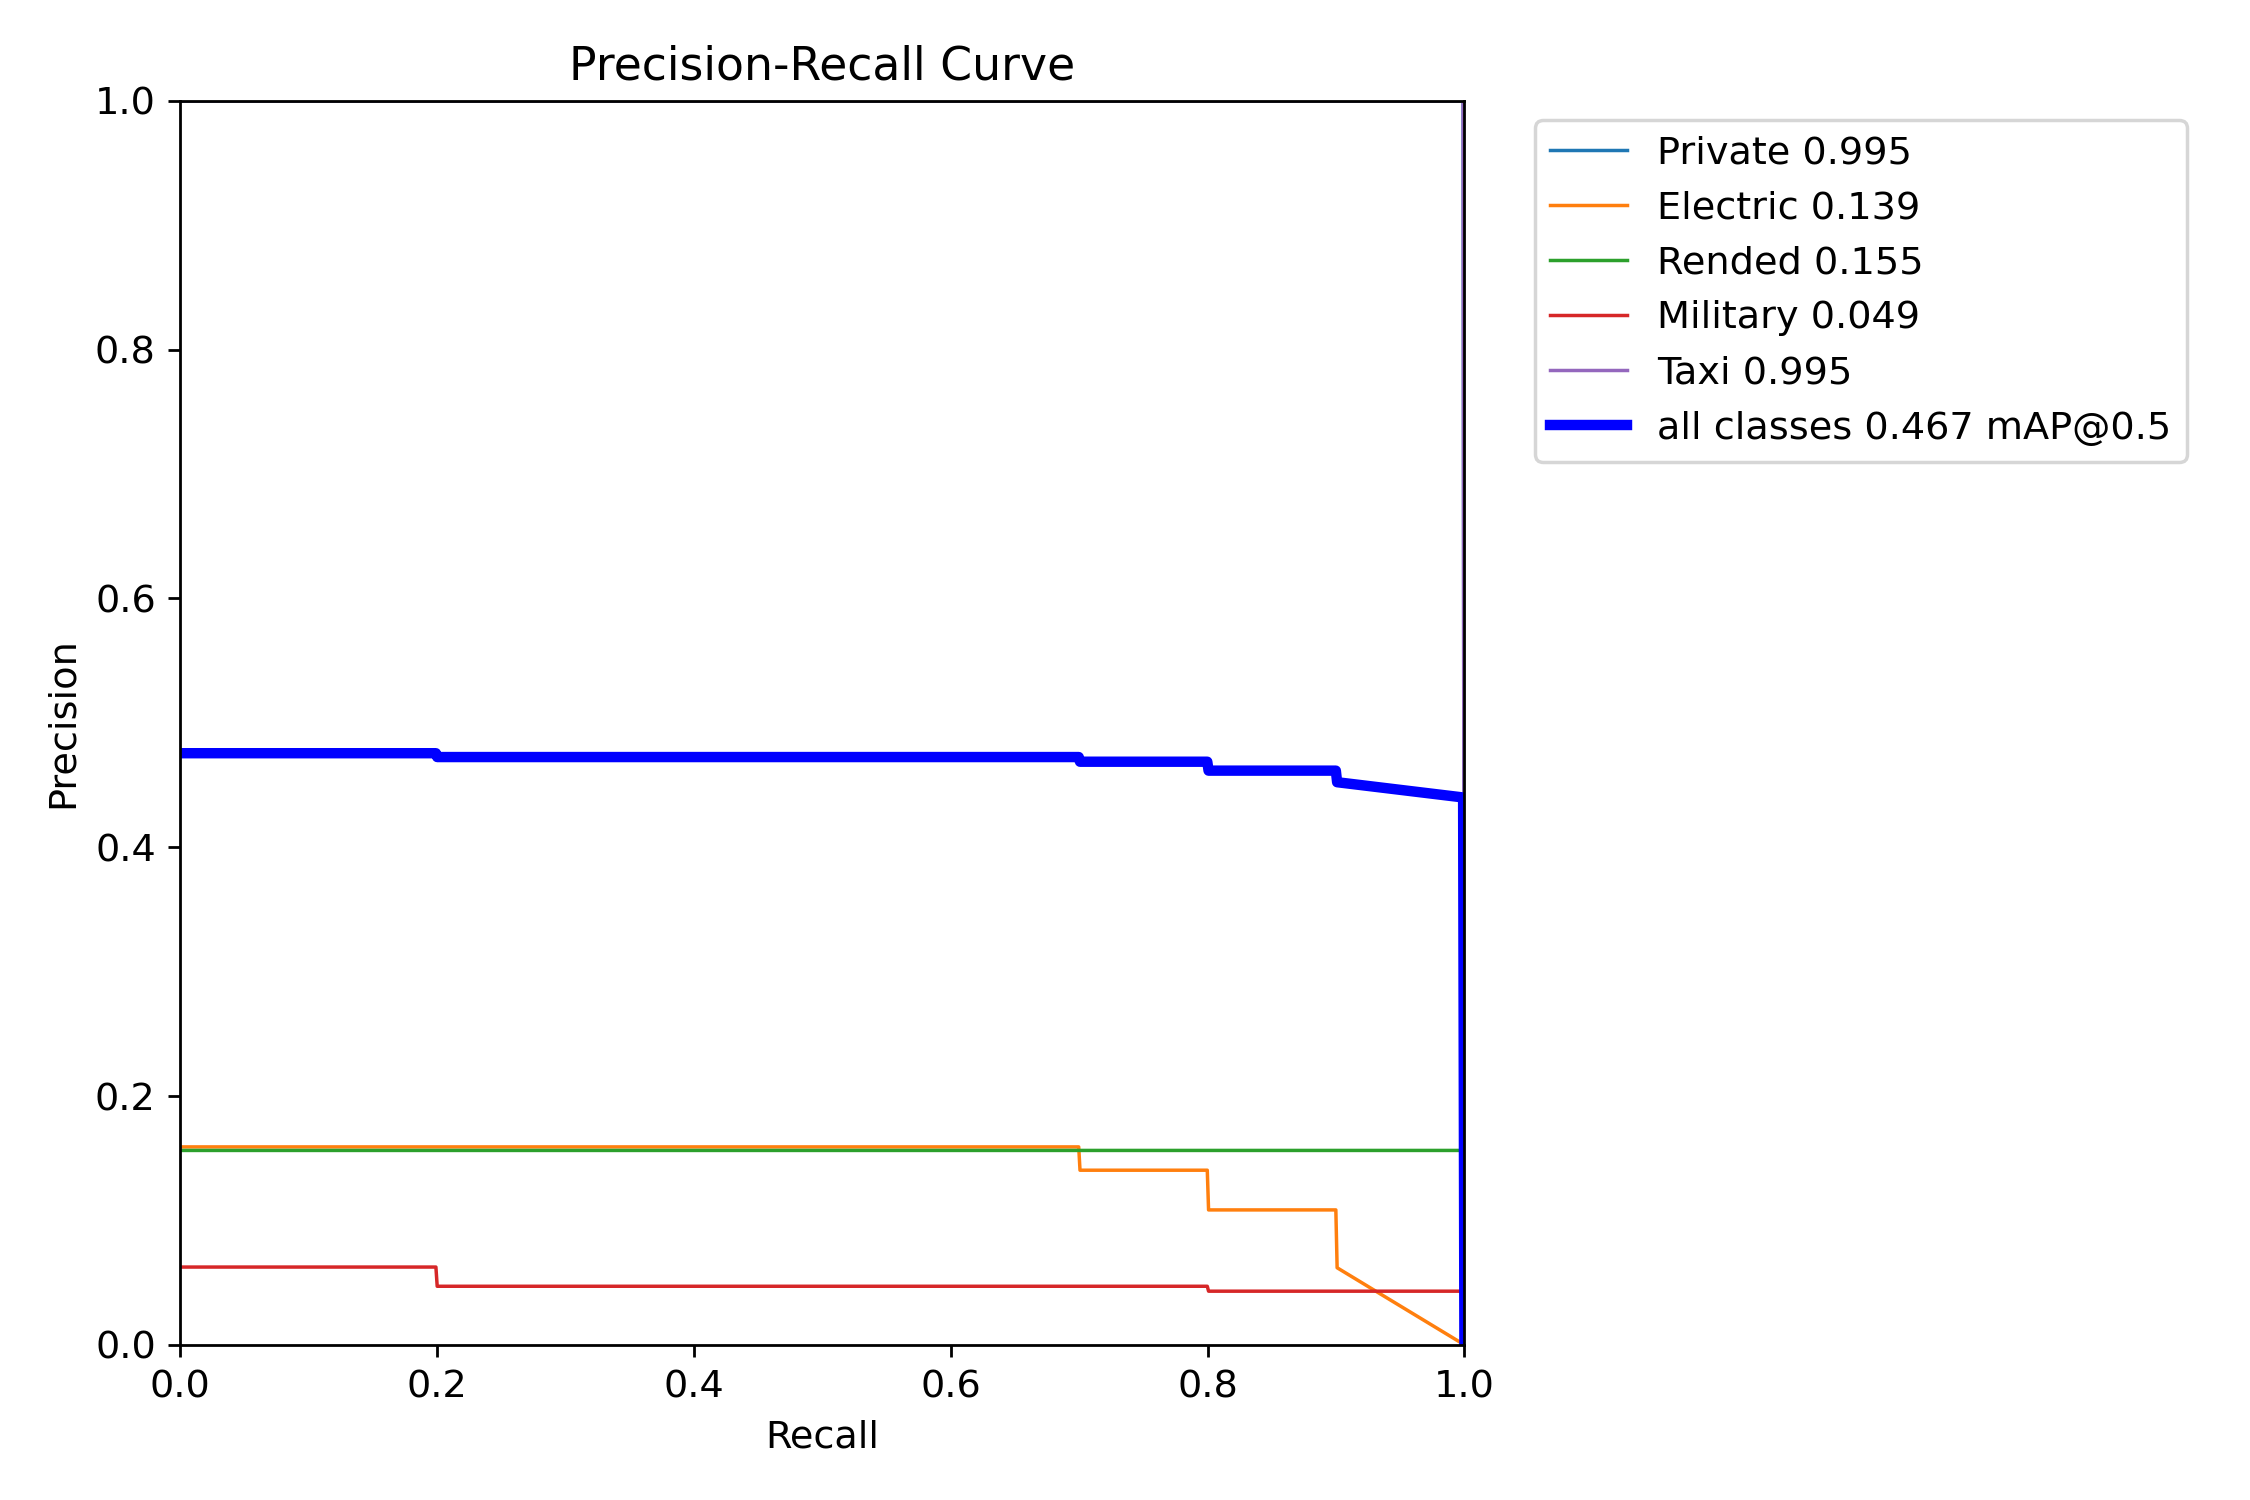 Precision-Recall Curve
1.0
0.8
0.6
0.4
0.2
0.0
Precision
0.0 0.2 0.4 0.6 0.8 1.0
Recall
Private 0.995
Electric 0.139
Rended 0.155
Military 0.049
Taxi 0.995
all classes 0.467 mAP@0.5